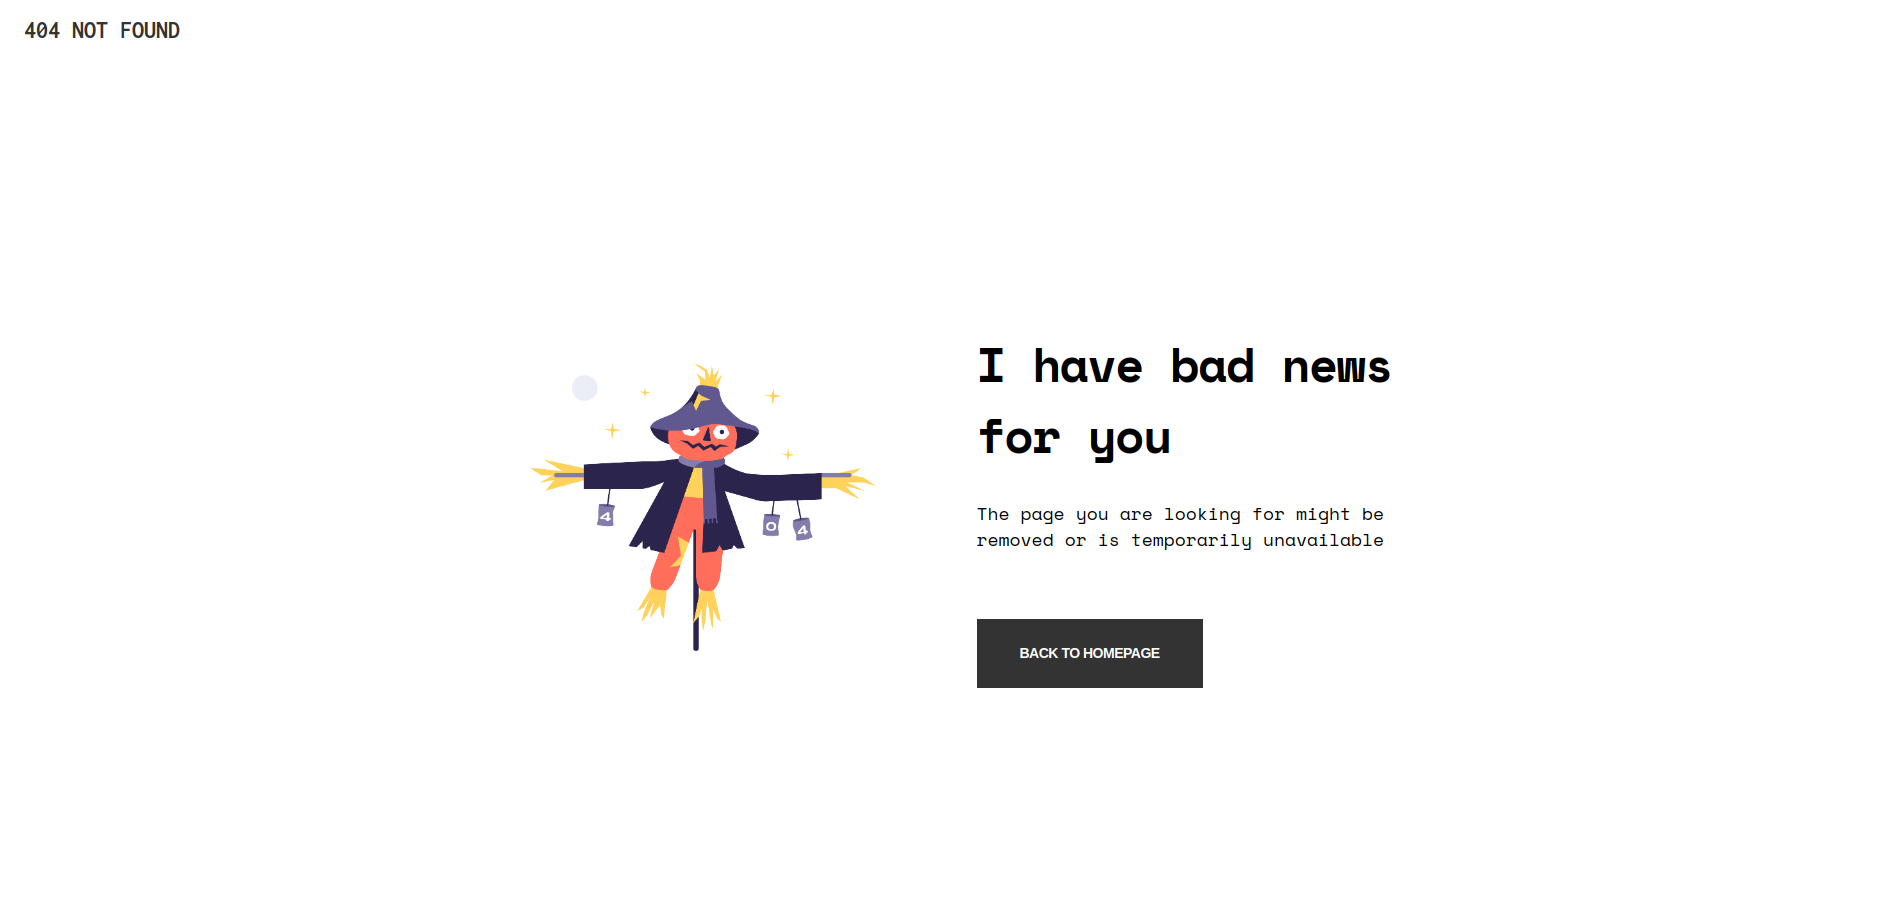 404 NOT FOUND
I have bad news
for you
4
0
4
The page you are looking for might be
removed or is temporarily unavailable
BACK TO HOMEPAGE